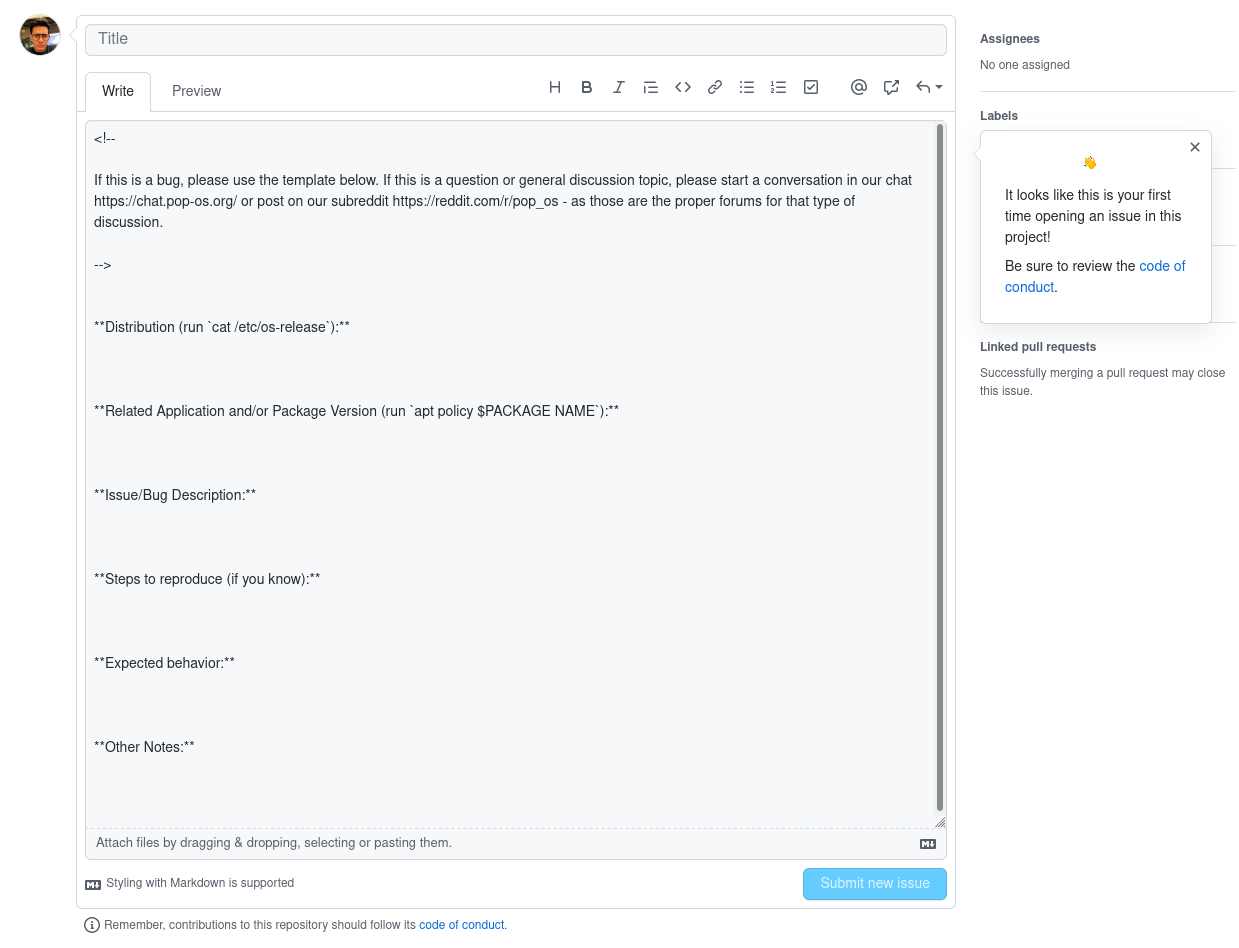 Title
Write
Preview
<!--
If this is a bug, please use the template below. If this is a question or general discussion topic, please start a conversation in our chat
https://chat.pop-os.org/ or post on our subreddit https://reddit.com/r/pop_os - as those are the proper forums for that type of
discussion.
-->
**Distribution (run `cat /etc/os-release`):**
**Related Application and/or Package Version (run `apt policy $PACKAGE NAME`):**
**Issue/Bug Description:**
**Steps to reproduce (if you know):**
**Expected behavior:**
**Other Notes:**
Attach files by dragging & dropping, selecting or pasting them.
Styling with Markdown is supported
Submit new issue
Remember, contributions to this repository should follow its code of conduct.
Assignees
No one assigned
Labels
It looks like this is your first
time opening an issue in this
project!
Be sure to review the code of
conduct.
Linked pull requests
Successfully merging a pull request may close
this issue.